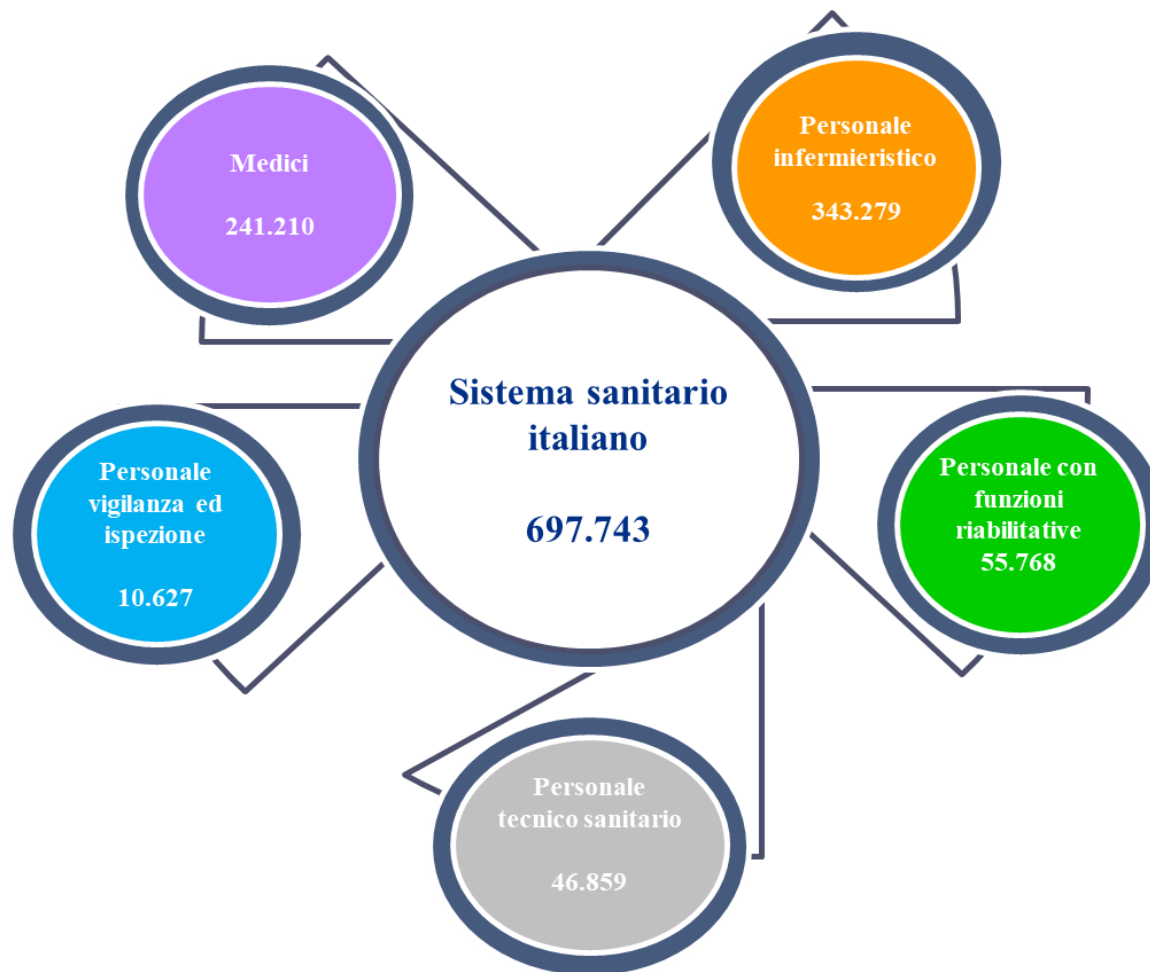 Medici
241.210
Personale
infermieristico
343.279
Sistema sanitario
italiano
697.743
Personale
vigilanza ed
ispezione
10.627
Personale con
funzioni
riabilitative
55.768
Personale
tecnico sanitario
46.859